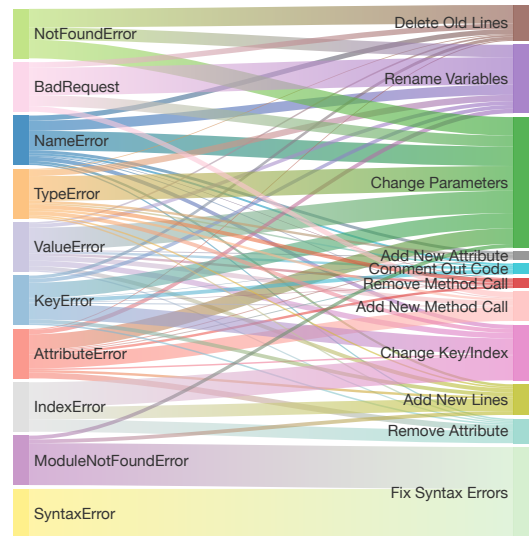 NotFoundError
BadRequest
NameError
TypeError
ValueError
KeyError
AttributeError
IndexError
ModuleNotFoundError
SyntaxError
Delete Old Lines
Rename Variables
Change Parameters
Add New Attribute
Comment Out Code
Remove Method Call
Add New Method Call
Change Key/Index
Add New Lines
Remove Attribute
Fix Syntax Errors